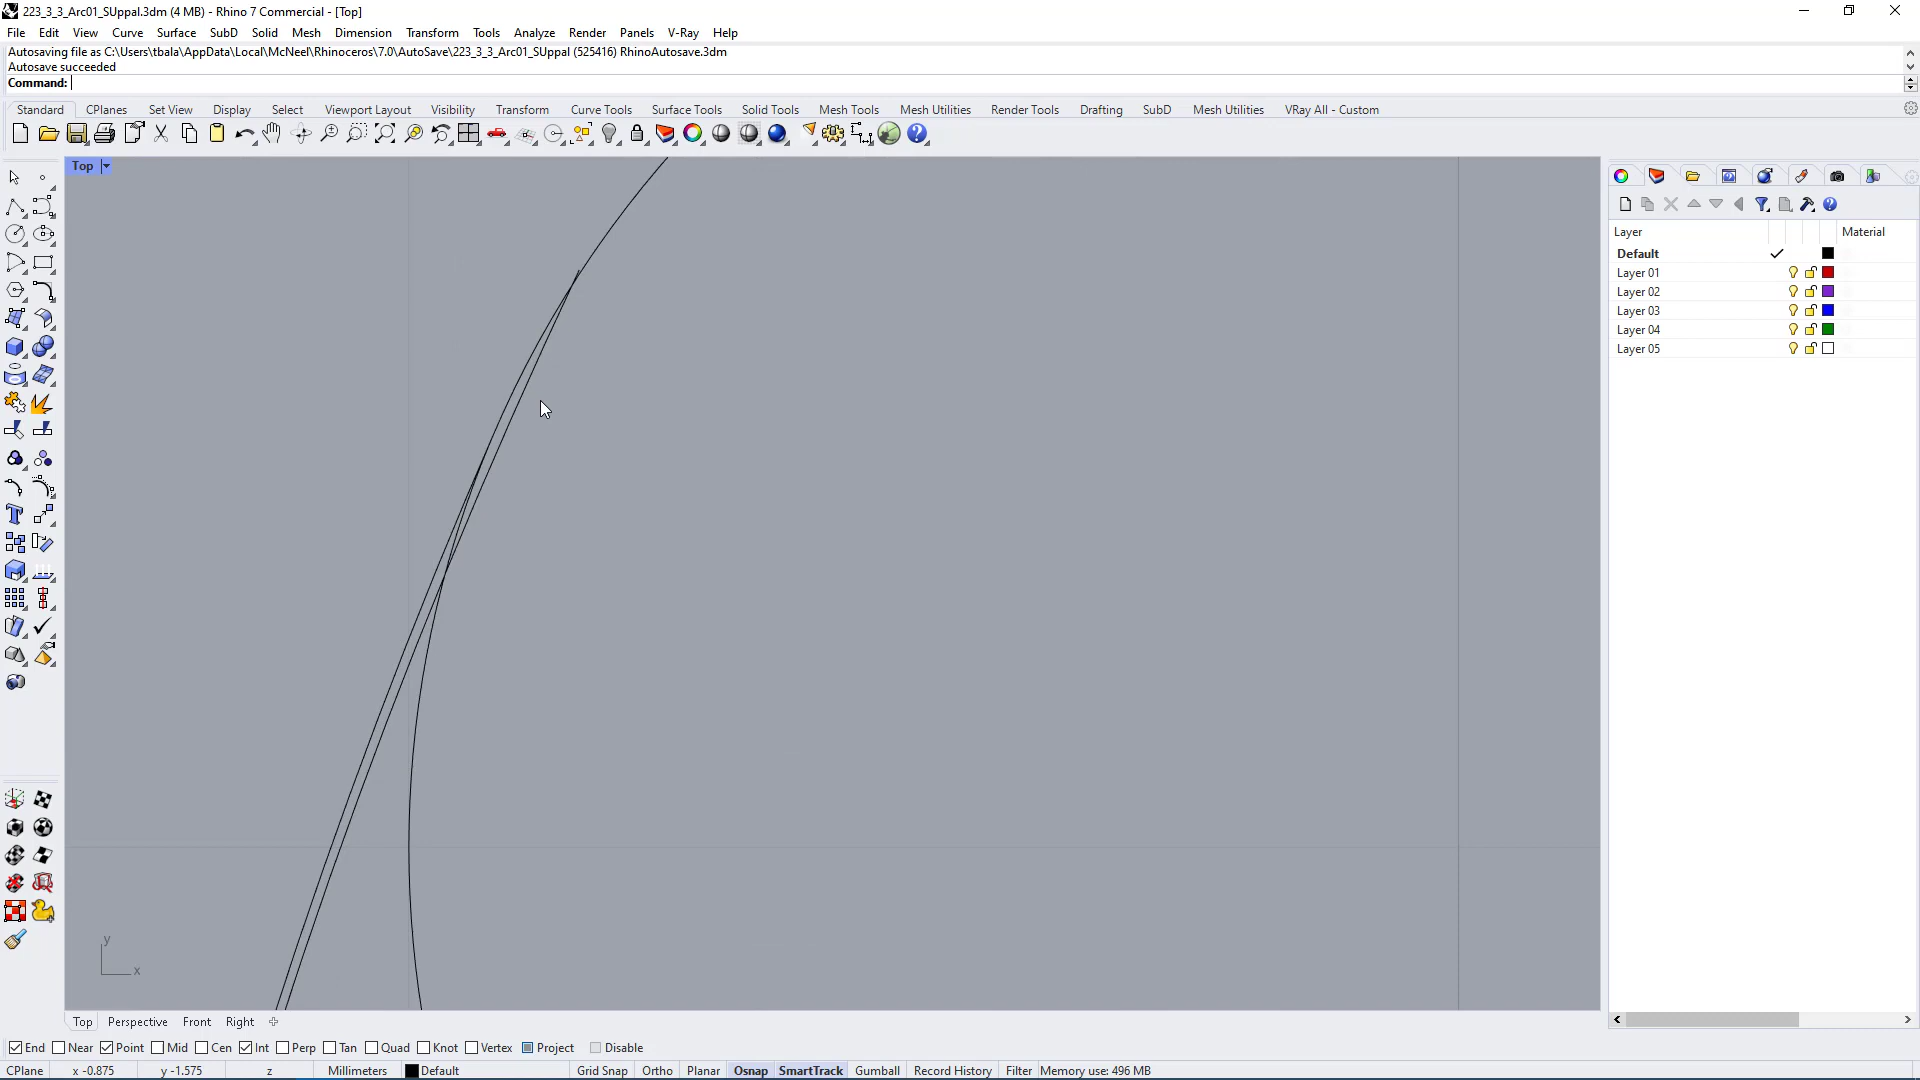 223_3_3_Arc01_SUppal.3dm (4 MB) - Rhino 7 Commercial - [Top]
File Edit View Curve Surface SubD Solid Mesh Dimension Transform Tools Analyze Render Panels V-Ray Help
Autosaving file as C:\Users\tbala\AppData\Local\McNeel\Rhinoceros\7.0\AutoSave\223_3_3_Arc01_SUppal (525416) RhinoAutosave.3dm
Autosave succeeded
Command:
Standard CPlanes Set View Display Select Viewport Layout Visibility Transform Curve Tools Surface Tools Solid Tools Mesh Tools Mesh Utilities Render Tools Drafting SubD Mesh Utilities VRay All - Custom
Top
Layer Material
Default
Layer 01
Layer 02
Layer 03
Layer 04
Layer 05
y
x
Top Perspective Front Right
End Near Point Mid Cen Int Perp Tan Quad Knot Vertex Project Disable
CPlane x -0.875 y -1.575 z Millimeters Default Grid Snap Ortho Planar Osnap SmartTrack Gumball Record History Filter Memory use: 496 MB